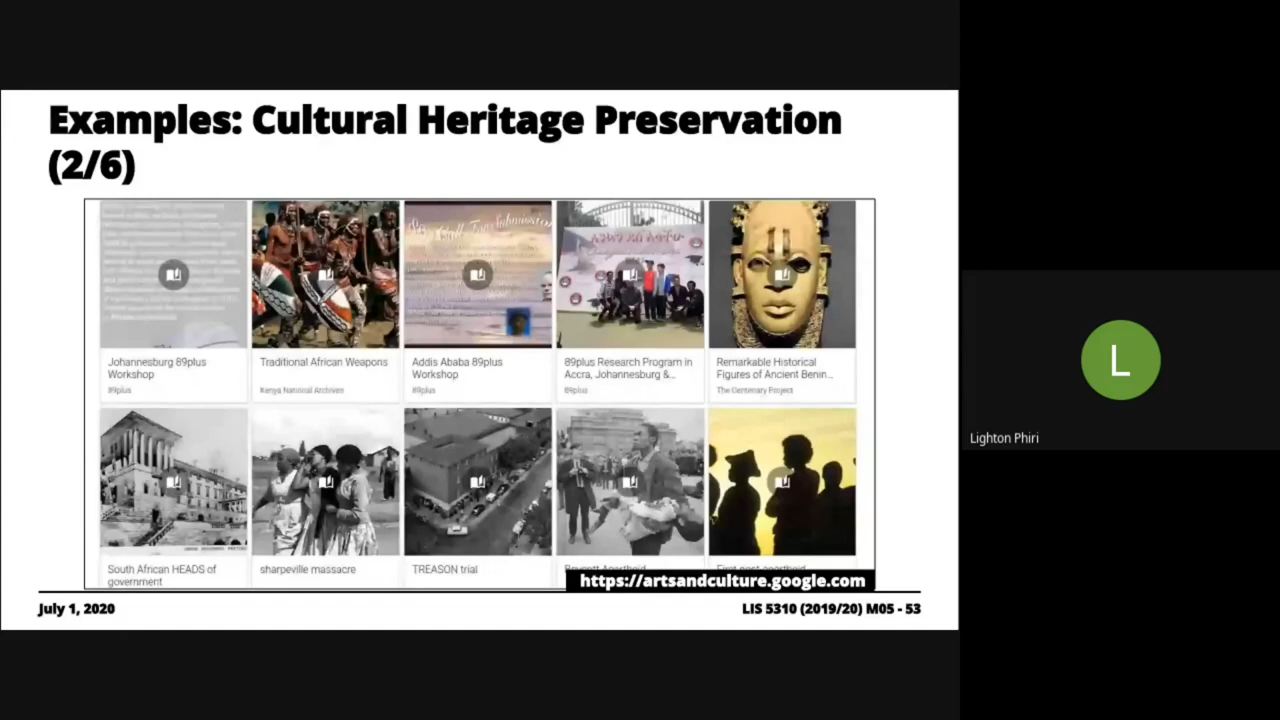 Examples: Cultural Heritage Preservation
(2/6)
Johannesburg 89plus
Workshop
89plus
Traditional African Weapons
Kenya National Archives
Addis Ababa 89plus
Workshop
89plus
89plus Research Program in
Accra, Johannesburg &...
89plus
Remarkable Historical
Figures of Ancient Benin...
The Centenary Project
South African HEADS of
government
sharpeville massacre
TREASON trial
Boycott Apartheid
First post-apartheid
https://artsandculture.google.com
July 1, 2020
LIS 5310 (2019/20) M05 - 53
L
Lighton Phiri